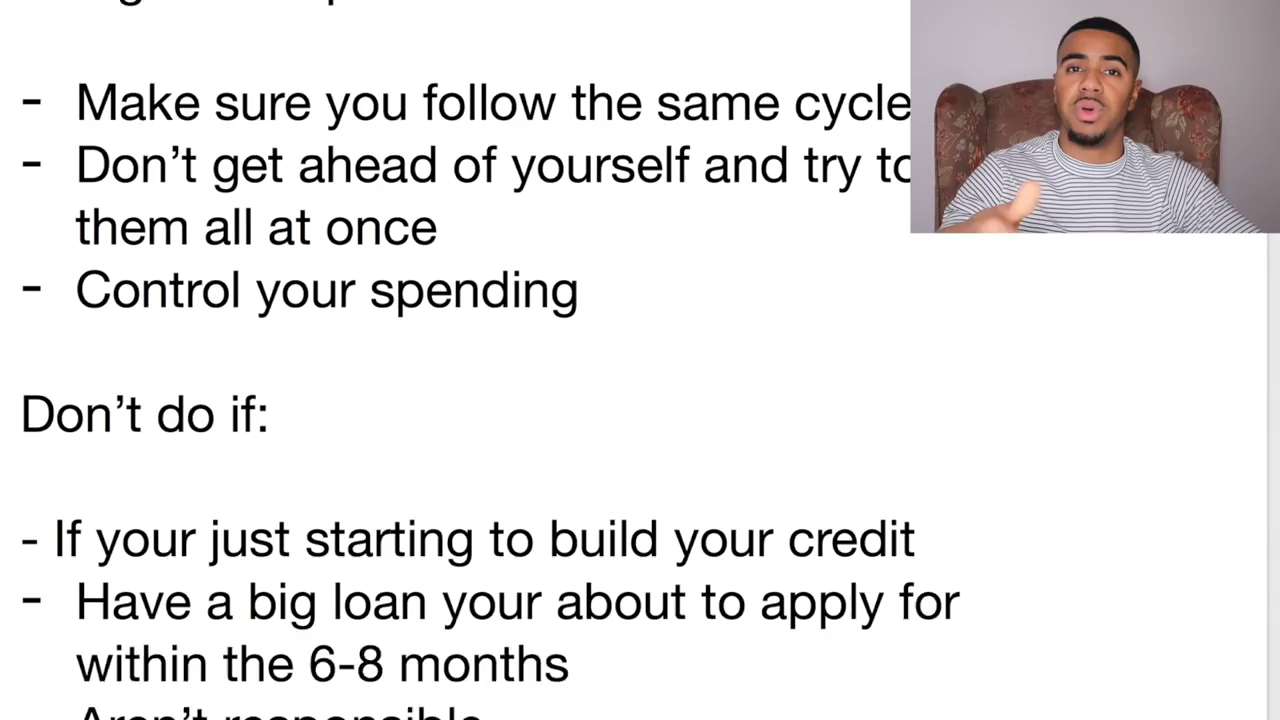 - Make sure you follow the same cycle
- Don't get ahead of yourself and try to
them all at once
- Control your spending
Don't do if:
- If your just starting to build your credit
- Have a big loan your about to apply for
within the 6-8 months
Aren't responsible